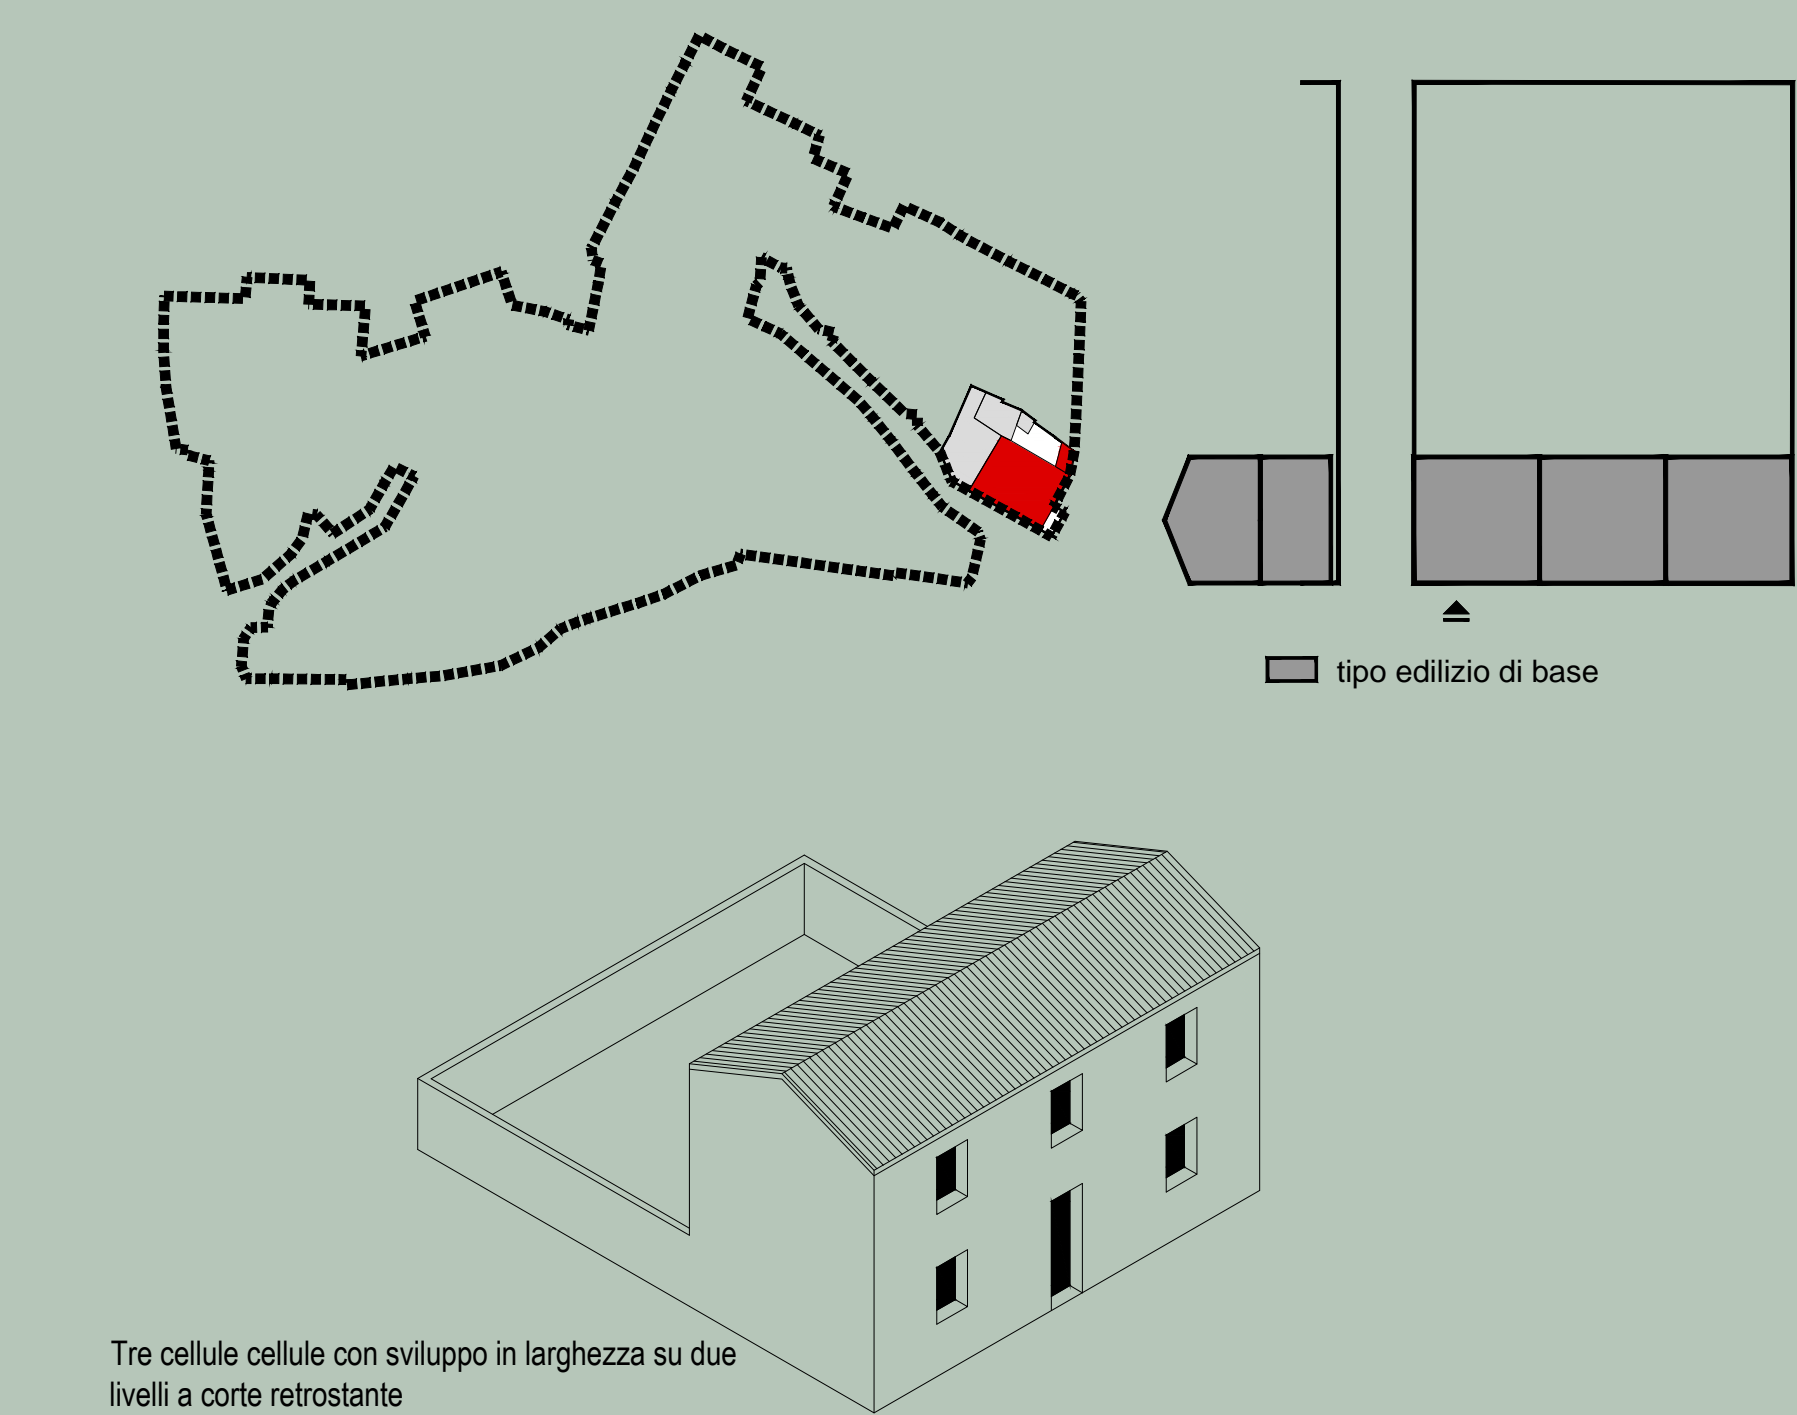 tipo edilizio di base
Tre cellule cellule con sviluppo in larghezza su due
livelli a corte retrostante